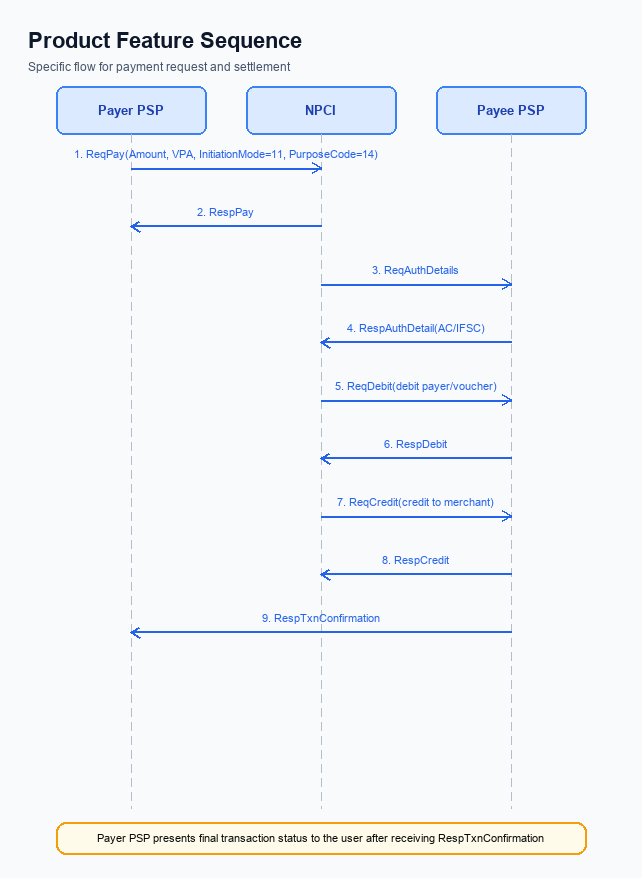 Product Feature Sequence
Specific flow for payment request and settlement
Payer PSP
NPCI
Payee PSP
1. ReqPay(Amount, VPA, InitiationMode=11, PurposeCode=14)
2. RespPay
3. ReqAuthDetails
4. RespAuthDetail(AC/IFSC)
5. ReqDebit(debit payer/voucher)
6. RespDebit
7. ReqCredit(credit to merchant)
8. RespCredit
9. RespTxnConfirmation
Payer PSP presents final transaction status to the user after receiving RespTxnConfirmation